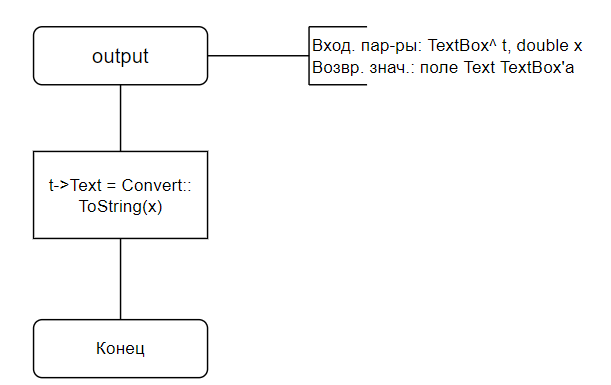 output
Вход. пар-ры: TextBox^ t, double x
Возвр. знач.: поле Text TextBox'a
t->Text = Convert::
ToString(x)
Конец